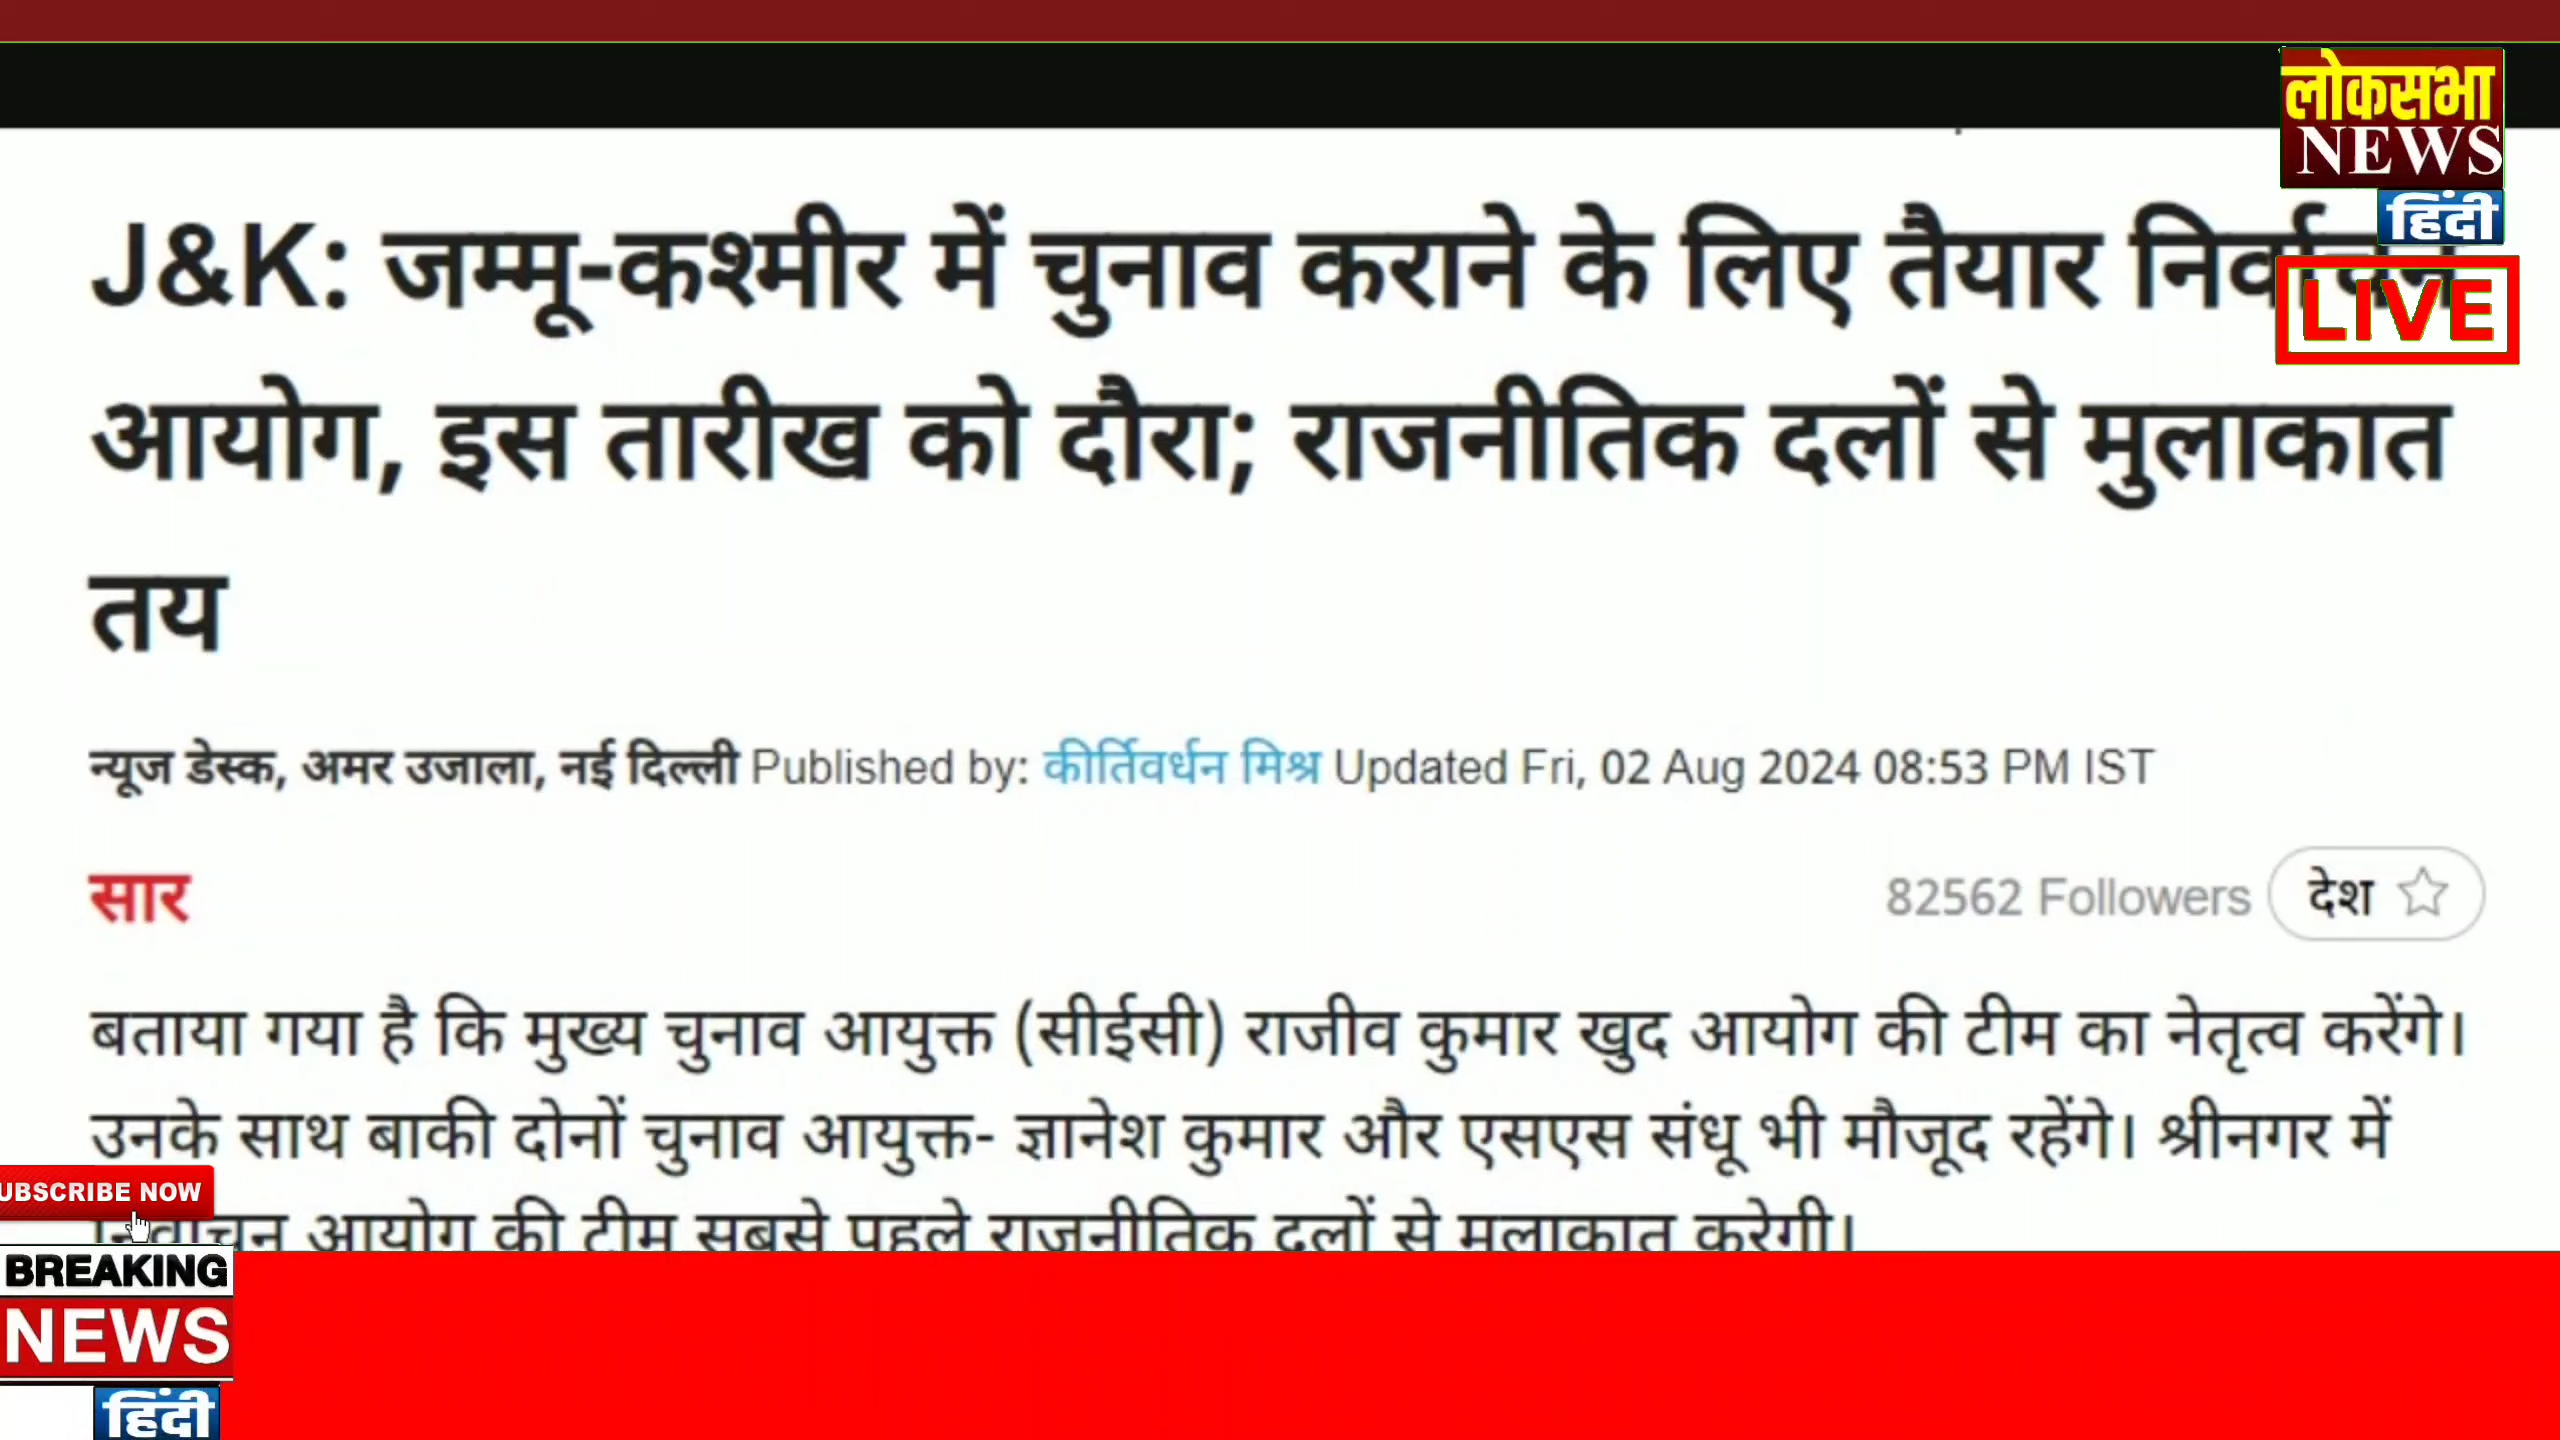 लोकसभा
NEWS
हिंदी
LIVE
J&K: जम्मू-कश्मीर में चुनाव कराने के लिए तैयार निर्वाचन
आयोग, इस तारीख को दौरा; राजनीतिक दलों से मुलाकात
तय
न्यूज डेस्क, अमर उजाला, नई दिल्ली Published by: कीर्तिवर्धन मिश्र Updated Fri, 02 Aug 2024 08:53 PM IST
सार
82562 Followers देश
बताया गया है कि मुख्य चुनाव आयुक्त (सीईसी) राजीव कुमार खुद आयोग की टीम का नेतृत्व करेंगे।
उनके साथ बाकी दोनों चुनाव आयुक्त- ज्ञानेश कुमार और एसएस संधू भी मौजूद रहेंगे। श्रीनगर में
निर्वाचन आयोग की टीम सबसे पहले राजनीतिक दलों से मुलाकात करेगी।
UBSCRIBE NOW
BREAKING
NEWS
हिंदी